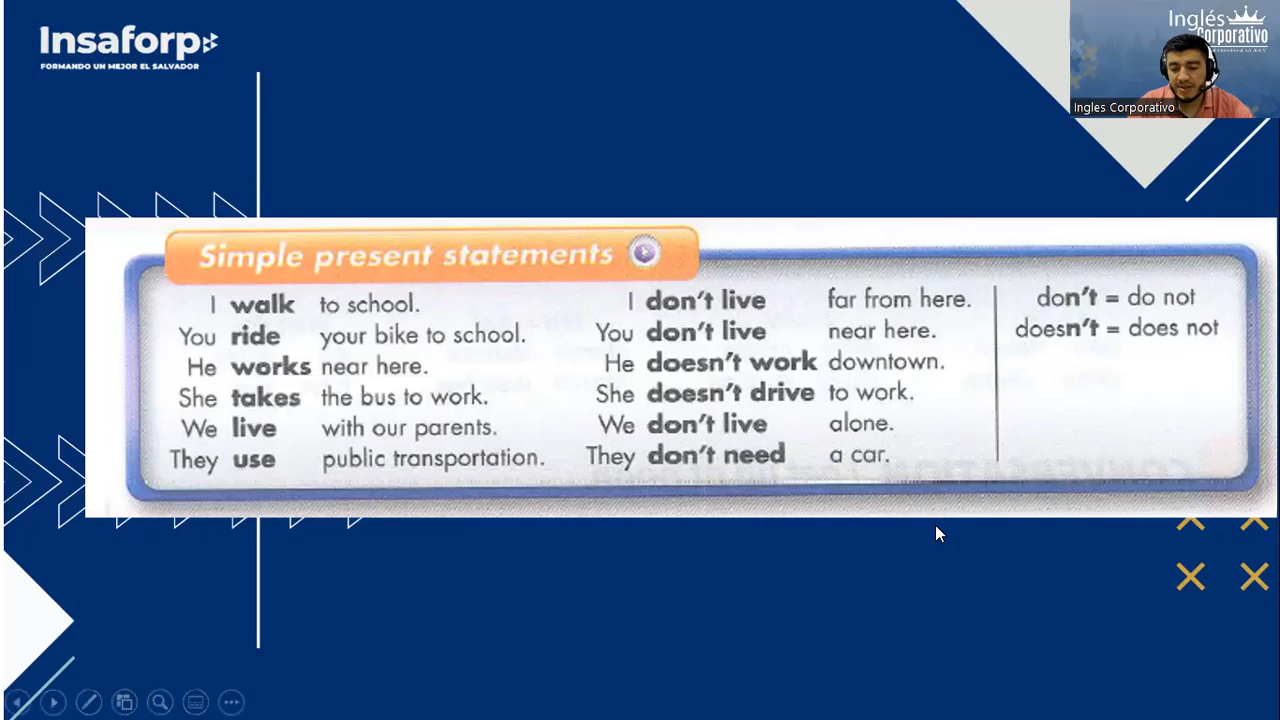 Insaforp
FORMANDO UN MEJOR EL SALVADOR
Inglés
Corporativo
Ingles Corporativo
Simple present statements
I walk to school. I don't live far from here. don't = do not
You ride your bike to school. You don't live near here. doesn't = does not
He works near here. He doesn't work downtown.
She takes the bus to work. She doesn't drive to work.
We live with our parents. We don't live alone.
They use public transportation. They don't need a car.